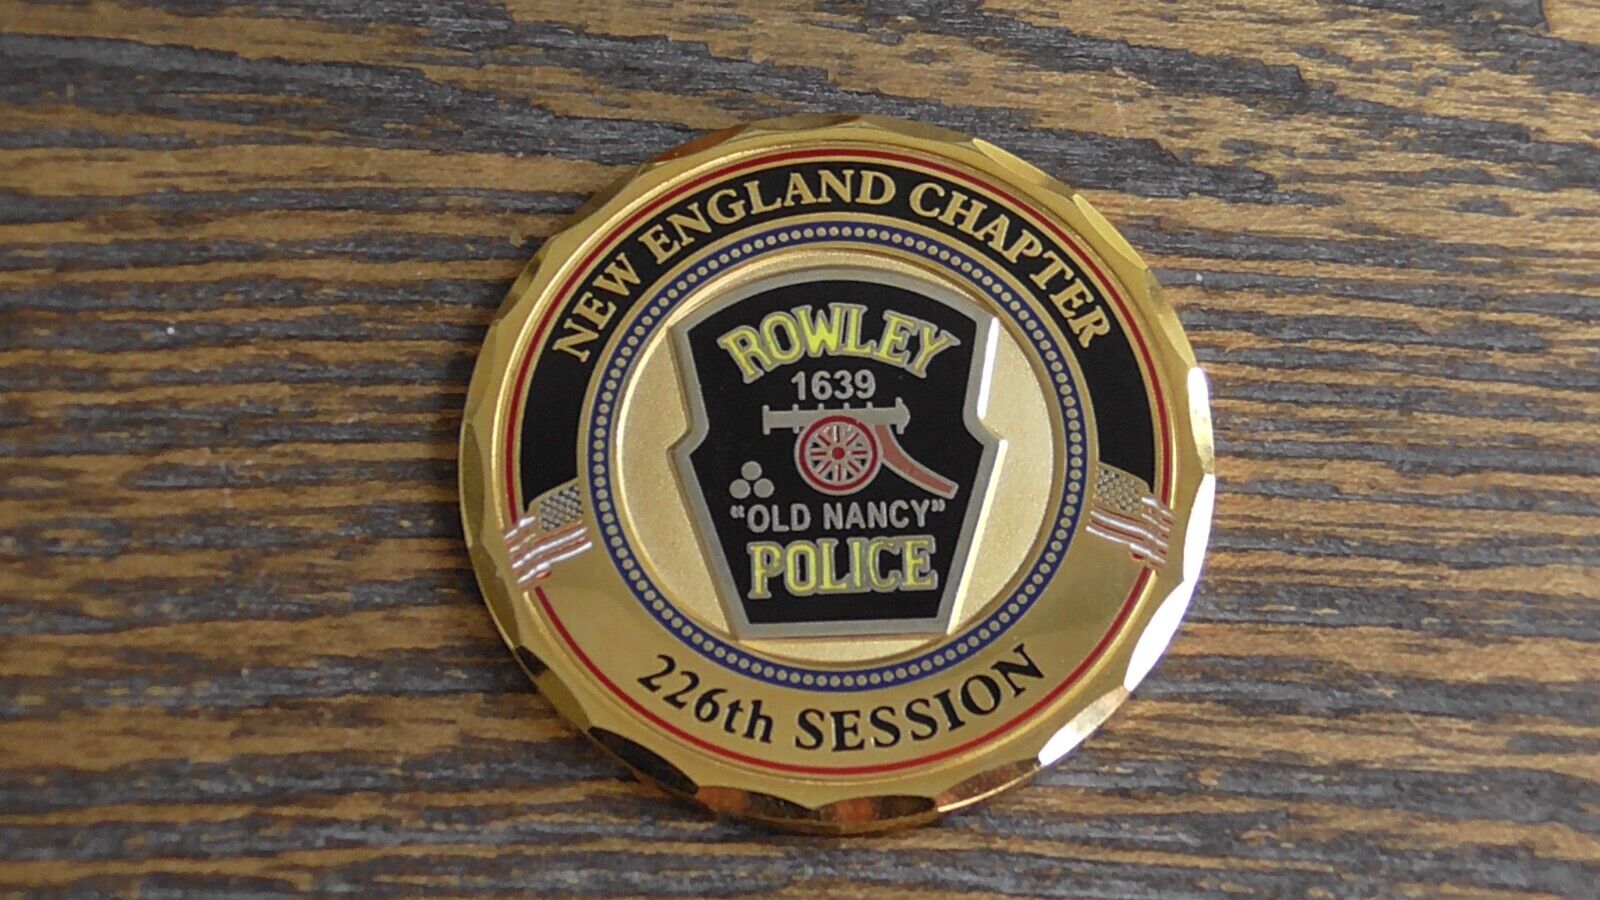 NEW ENGLAND CHAPTER
ROWLEY
1639
"OLD NANCY"
POLICE
226th SESSION